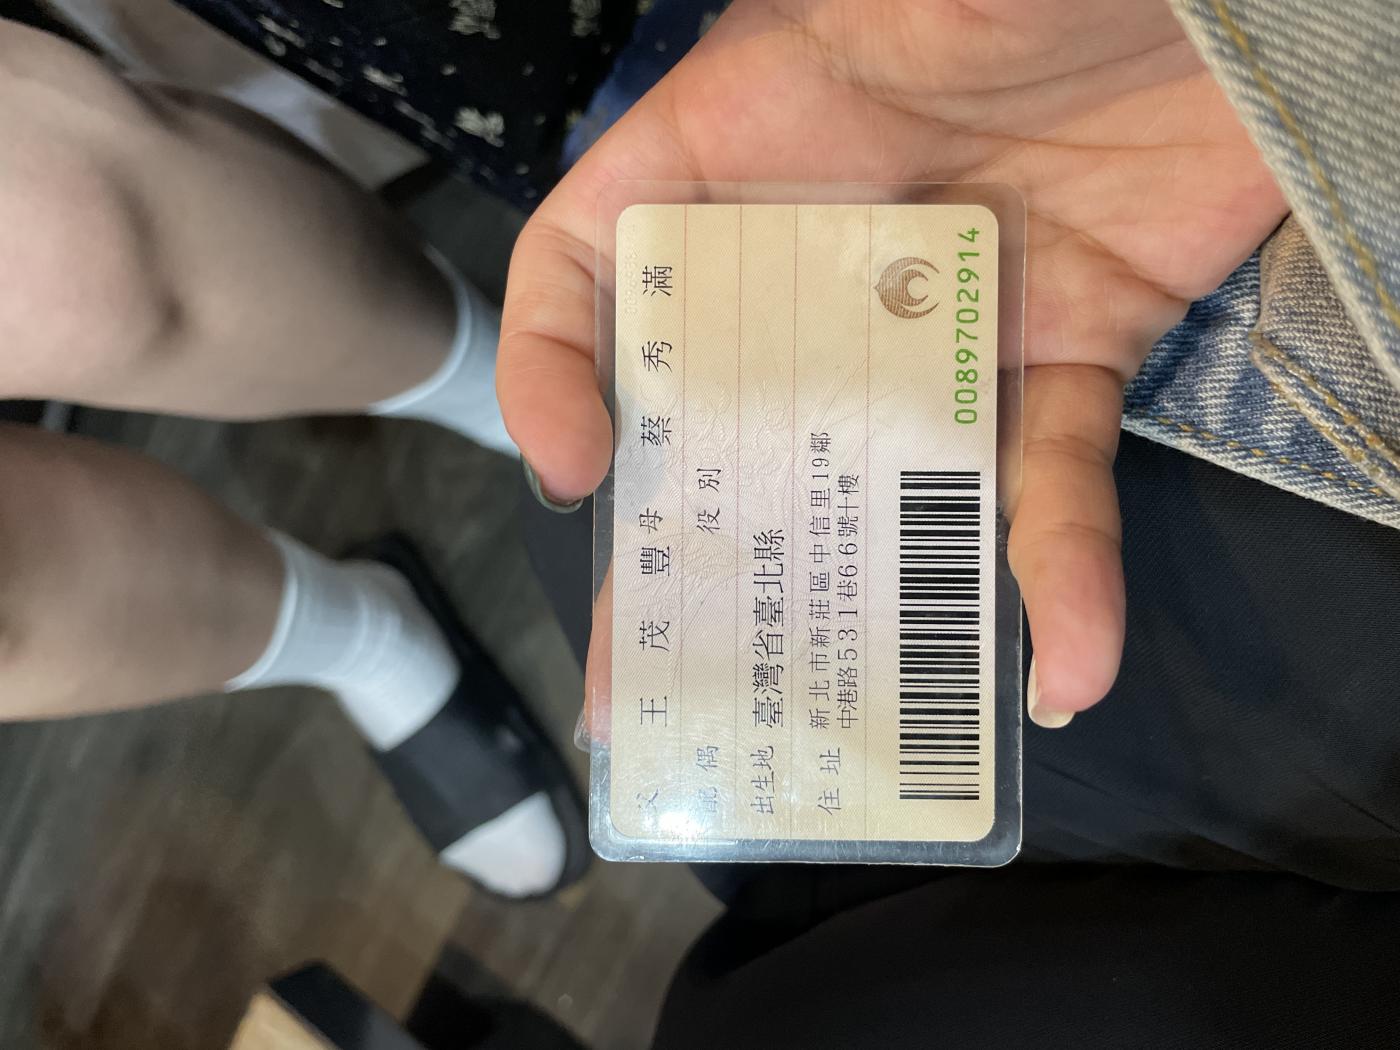 父 王茂豐 母 蔡秀滿
配偶 役別
出生地 臺灣省臺北縣
住址 新北市新莊區中信里19鄰
中港路531巷66號十樓
0089702914